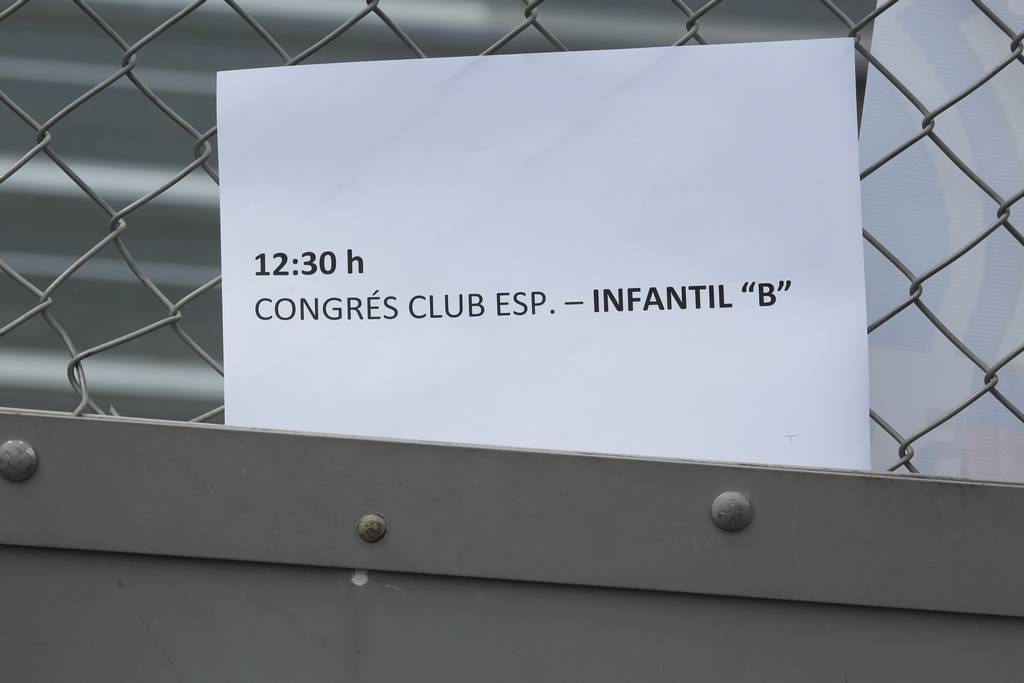 12:30 h
CONGRÉS CLUB ESP. – INFANTIL “B”